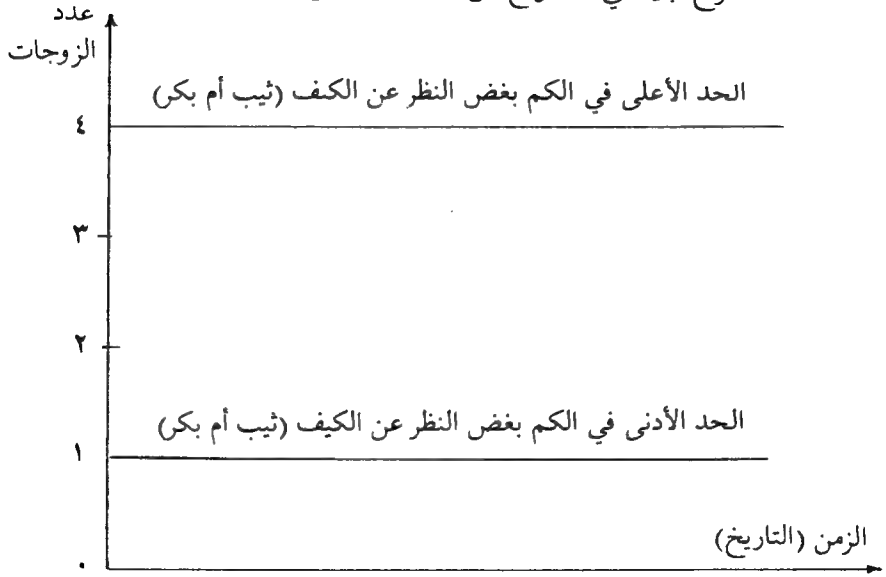 عدد
الزوجات
الحد الأعلى في الكم بغض النظر عن الكيف (ثيب أم بكر)
٤
٣
٢
الحد الأدنى في الكم بغض النظر عن الكيف (ثيب أم بكر)
١
الزمن (التاريخ)
٠